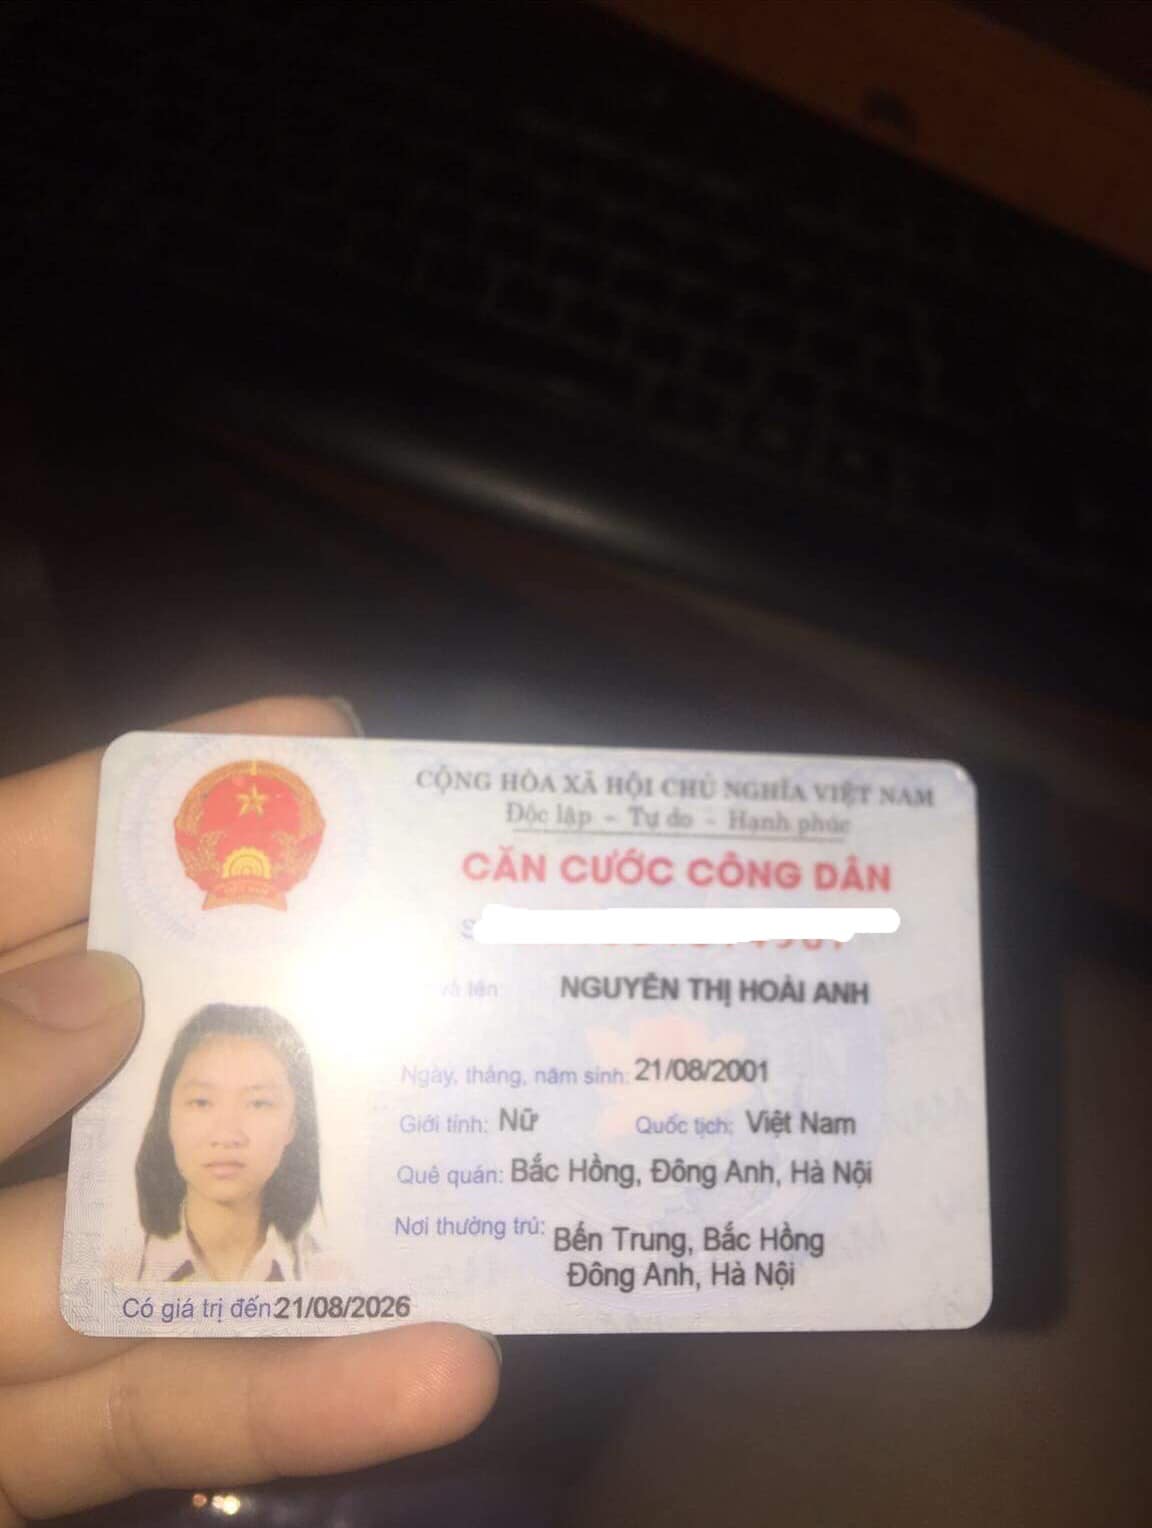 CỘNG HÒA XÃ HỘI CHỦ NGHĨA VIỆT NAM
Độc lập - Tự do - Hạnh phúc
CĂN CƯỚC CÔNG DÂN
và tên NGUYỄN THỊ HOÀI ANH
Ngày, tháng, năm sinh: 21/08/2001
Giới tính: Nữ Quốc tịch: Việt Nam
Quê quán: Bắc Hồng, Đông Anh, Hà Nội
Nơi thường trú: Bến Trung, Bắc Hồng
Đông Anh, Hà Nội
Có giá trị đến: 21/08/2026